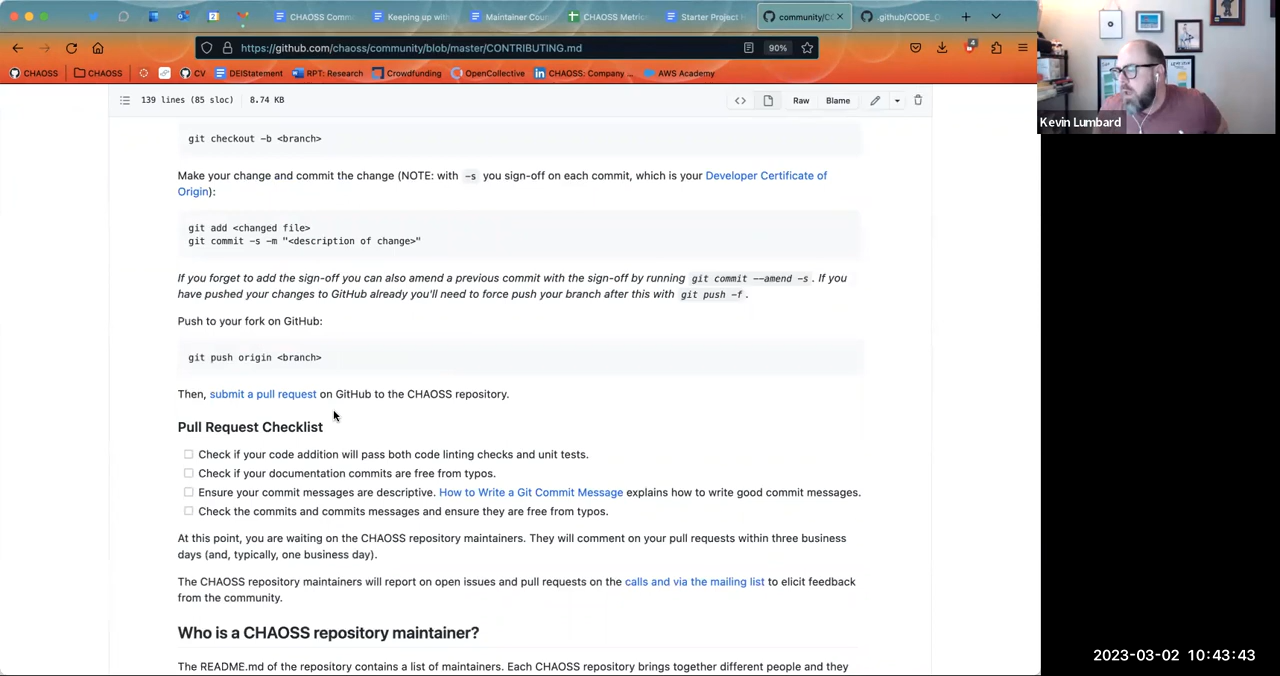 CHAOSS Comm
Keeping up with
Maintainer Cou
CHAOSS Metric
Starter Project
community/C
.github/CODE_C
https://github.com/chaoss/community/blob/master/CONTRIBUTING.md
90%
4
CHAOSS
CHAOSS
CV
DEIStatement
RPT: Research
Crowdfunding
OpenCollective
CHAOSS: Company ...
AWS Academy
139 lines (85 sloc)
8.74 KB
Raw
Blame
git checkout -b <branch>
Make your change and commit the change (NOTE: with -s you sign-off on each commit, which is your Developer Certificate of
Origin):
git add <changed file>
git commit -s -m "<description of change>"
If you forget to add the sign-off you can also amend a previous commit with the sign-off by running git commit --amend -s. If you
have pushed your changes to GitHub already you'll need to force push your branch after this with git push -f.
Push to your fork on GitHub:
git push origin <branch>
Then, submit a pull request on GitHub to the CHAOSS repository.
Pull Request Checklist
Check if your code addition will pass both code linting checks and unit tests.
Check if your documentation commits are free from typos.
Ensure your commit messages are descriptive. How to Write a Git Commit Message explains how to write good commit messages.
Check the commits and commits messages and ensure they are free from typos.
At this point, you are waiting on the CHAOSS repository maintainers. They will comment on your pull requests within three business
days (and, typically, one business day).
The CHAOSS repository maintainers will report on open issues and pull requests on the calls and via the mailing list to elicit feedback
from the community.
Who is a CHAOSS repository maintainer?
The README.md of the repository contains a list of maintainers. Each CHAOSS repository brings together different people and they
Kevin Lumbard
2023-03-02 10:43:43